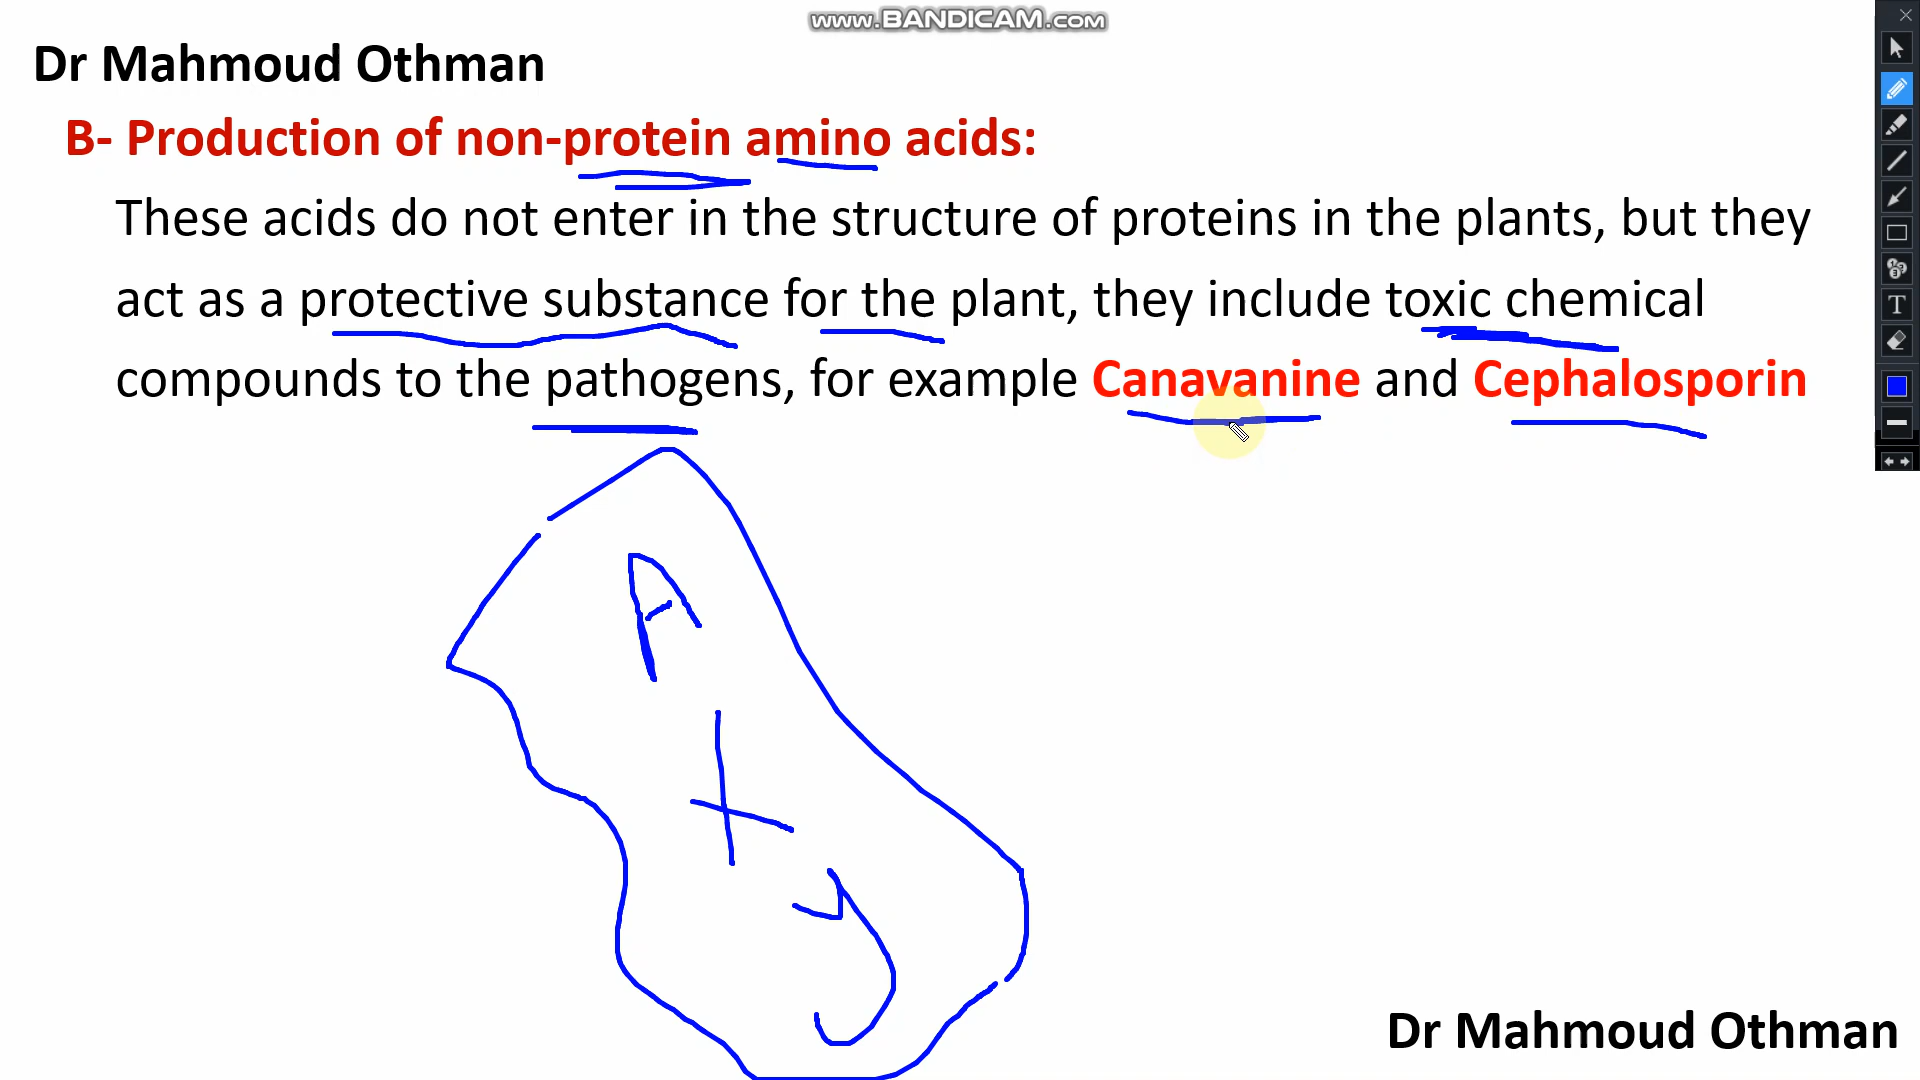 www.BANDICAM.com
Dr Mahmoud Othman
B- Production of non-protein amino acids:
These acids do not enter in the structure of proteins in the plants, but they
act as a protective substance for the plant, they include toxic chemical
compounds to the pathogens, for example Canavanine and Cephalosporin
A
X
y
Dr Mahmoud Othman